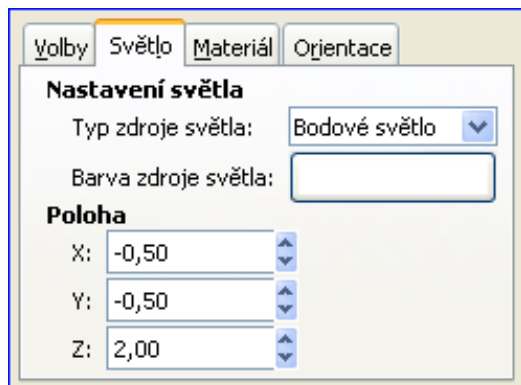 Volby Světlo Materiál Orientace
Nastavení světla
Typ zdroje světla: Bodové světlo
Barva zdroje světla:
Poloha
X: -0,50
Y: -0,50
Z: 2,00